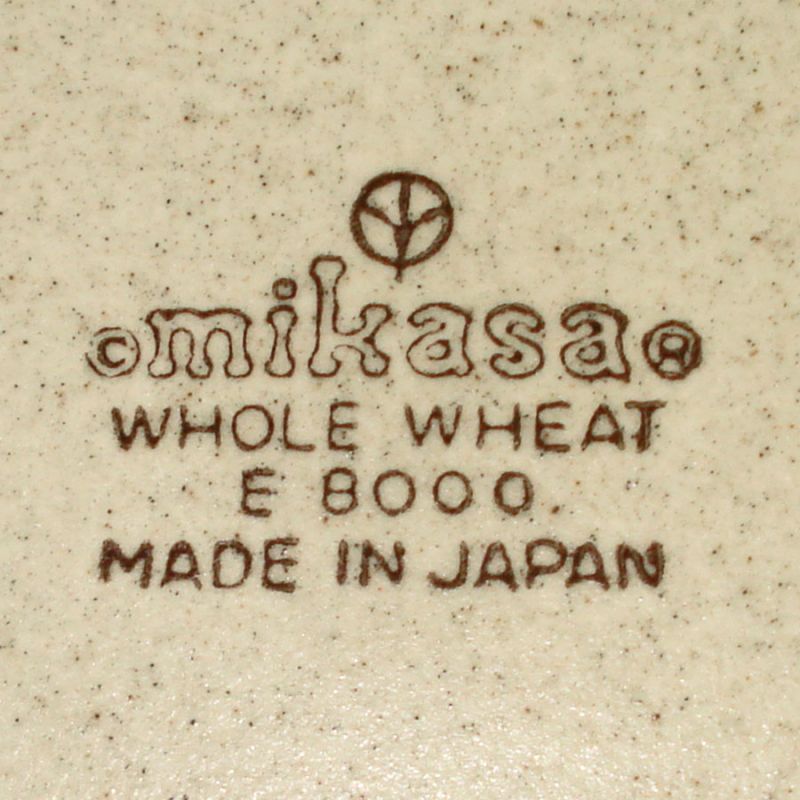 ©mikasa®
WHOLE WHEAT
E 8000
MADE IN JAPAN